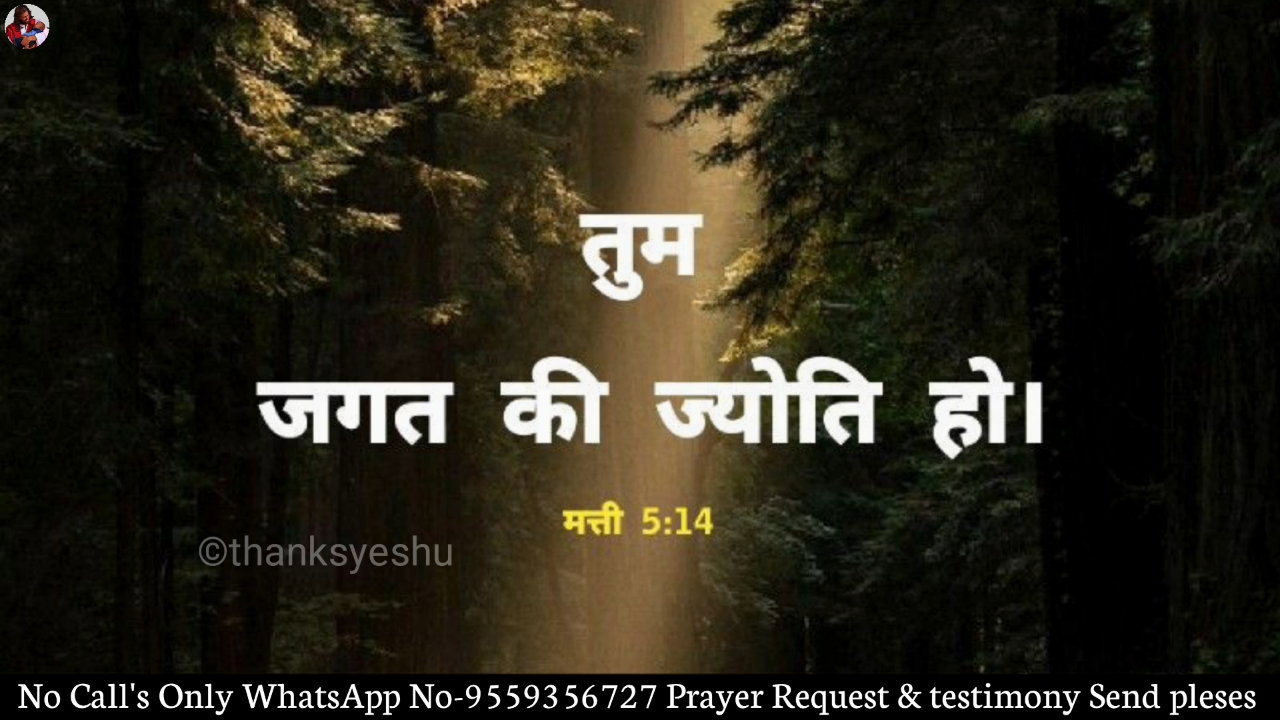 तुम
जगत की ज्योति हो।
मत्ती 5:14
©thanksyeshu
No Call's Only WhatsApp No-9559356727 Prayer Request & testimony Send pleses